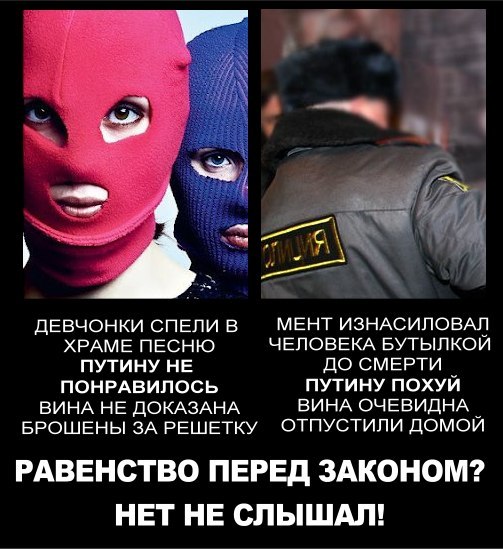 ПОЛИЦИЯ
ДЕВЧОНКИ СПЕЛИ В
ХРАМЕ ПЕСНЮ
ПУТИНУ НЕ
ПОНРАВИЛОСЬ
ВИНА НЕ ДОКАЗАНА
БРОШЕНЫ ЗА РЕШЕТКУ
МЕНТ ИЗНАСИЛОВАЛ
ЧЕЛОВЕКА БУТЫЛКОЙ
ДО СМЕРТИ
ПУТИНУ ПОХУЙ
ВИНА ОЧЕВИДНА
ОТПУСТИЛИ ДОМОЙ
РАВЕНСТВО ПЕРЕД ЗАКОНОМ?
НЕТ НЕ СЛЫШАЛ!